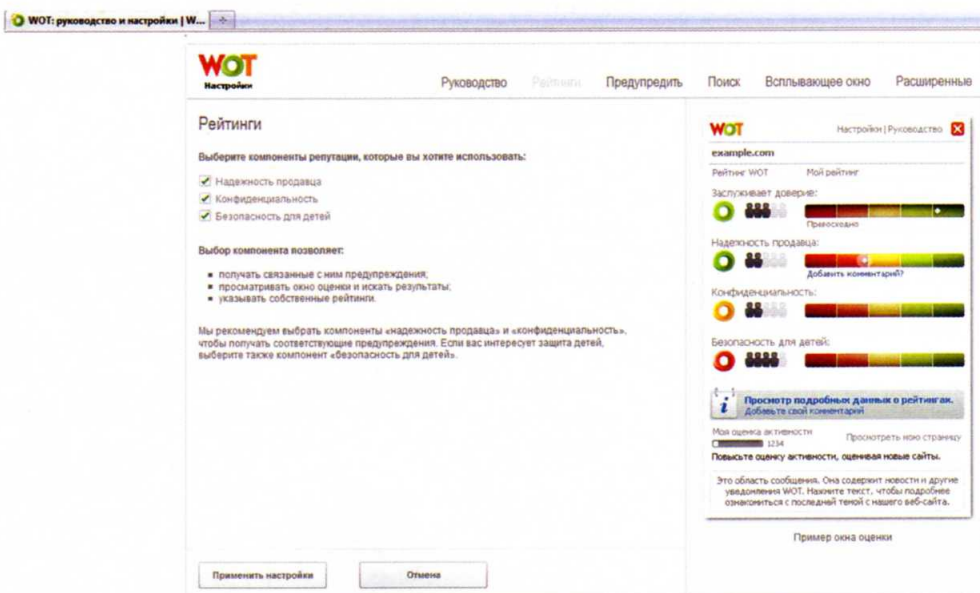 WOT: руководство и настройки | W...
WOT
Настройки
Руководство Рейтинги Предупредить Поиск Всплывающее окно Расширенные
Рейтинги
Выберите компоненты репутации, которые вы хотите использовать:
Надежность продавца
Конфиденциальность
Безопасность для детей
Выбор компонента позволяет:
получать связанные с ним предупреждения;
просматривать окно оценки и искать результаты;
указывать собственные рейтинги.
Мы рекомендуем выбрать компоненты «надежность продавца» и «конфиденциальность»,
чтобы получать соответствующие предупреждения. Если вас интересует защита детей,
выберите также компонент «безопасность для детей».
Применить настройки Отмена
WOT Настройки | Руководство
example.com
Рейтинг WOT Мой рейтинг
Заслуживает доверие:
Превосходно
Надежность продавца:
Добавить комментарий?
Конфиденциальность:
Безопасность для детей:
Просмотр подробных данных о рейтингах.
Добавьте свой комментарий
Моя оценка активности
1234
Просмотреть мою страницу
Повысьте оценку активности, оценивая новые сайты.
Это область сообщения. Она содержит новости и другие
уведомления WOT. Нажмите текст, чтобы подробнее
ознакомиться с последней темой с нашего веб-сайта.
Пример окна оценки